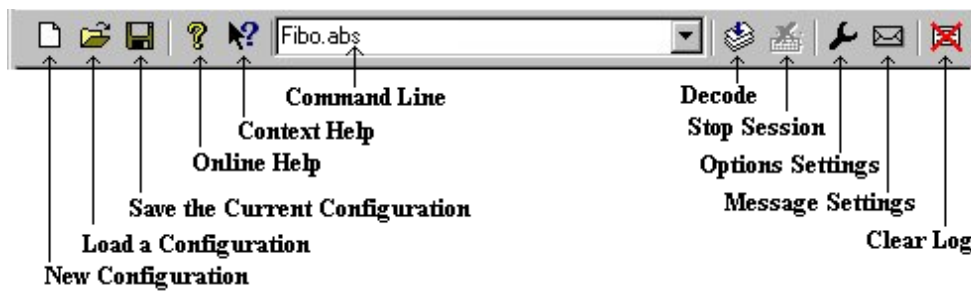 Fibo.abs
Command Line
Decode
Context Help
Stop Session
Online Help
Options Settings
Save the Current Configuration
Message Settings
Load a Configuration
Clear Log
New Configuration